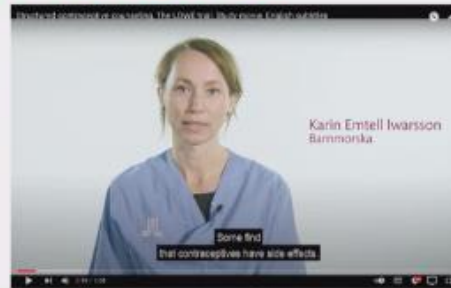 Structured contraceptive counseling, The LOWE trial, Study movie, English subtitles
Karin Emtell Iwarsson
Barnmorska
Some find
that contraceptives have side effects.